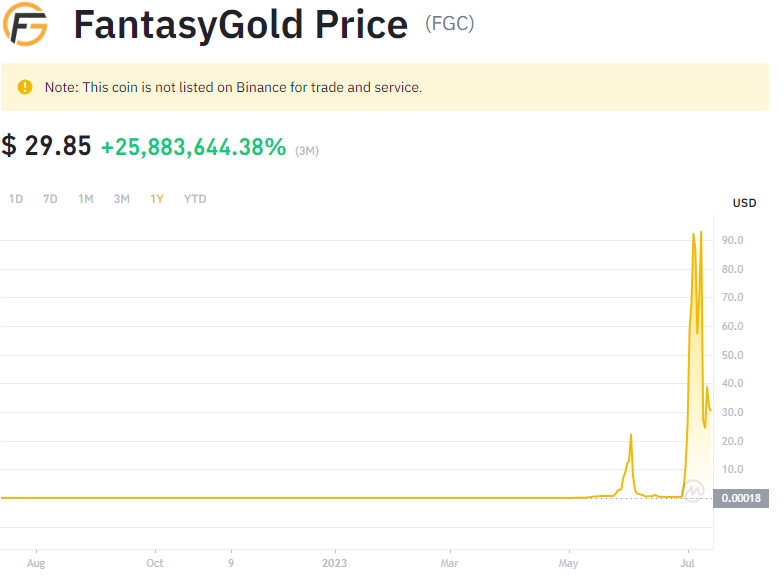 FantasyGold Price (FGC)
Note: This coin is not listed on Binance for trade and service.
$ 29.85 +25,883,644.38% (3M)
1D 7D 1M 3M 1Y YTD
USD
90.0
80.0
70.0
60.0
50.0
40.0
30.0
20.0
10.0
0.00018
Aug Oct 9 2023 Mar May Jul